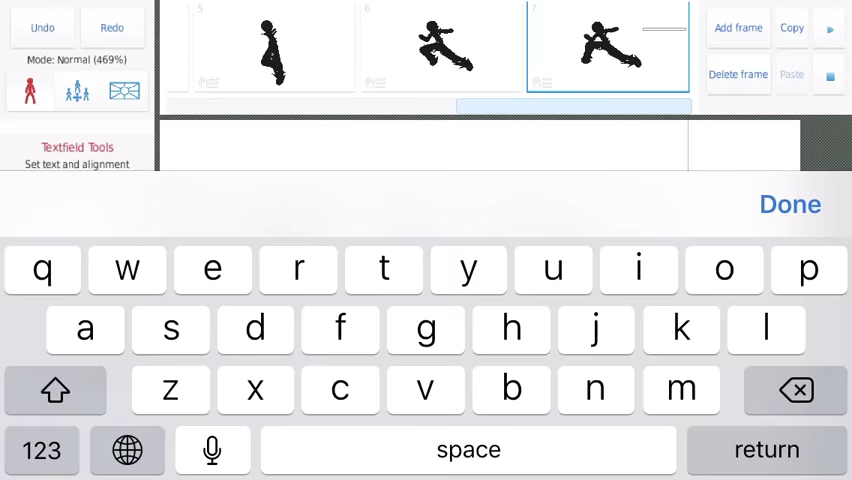 Undo
Redo
Mode: Normal (469%)
5
6
7
Add frame
Copy
Delete frame
Paste
Textfield Tools
Set text and alignment
Done
q w e r t y u i o p
a s d f g h j k l
z x c v b n m
123
space
return